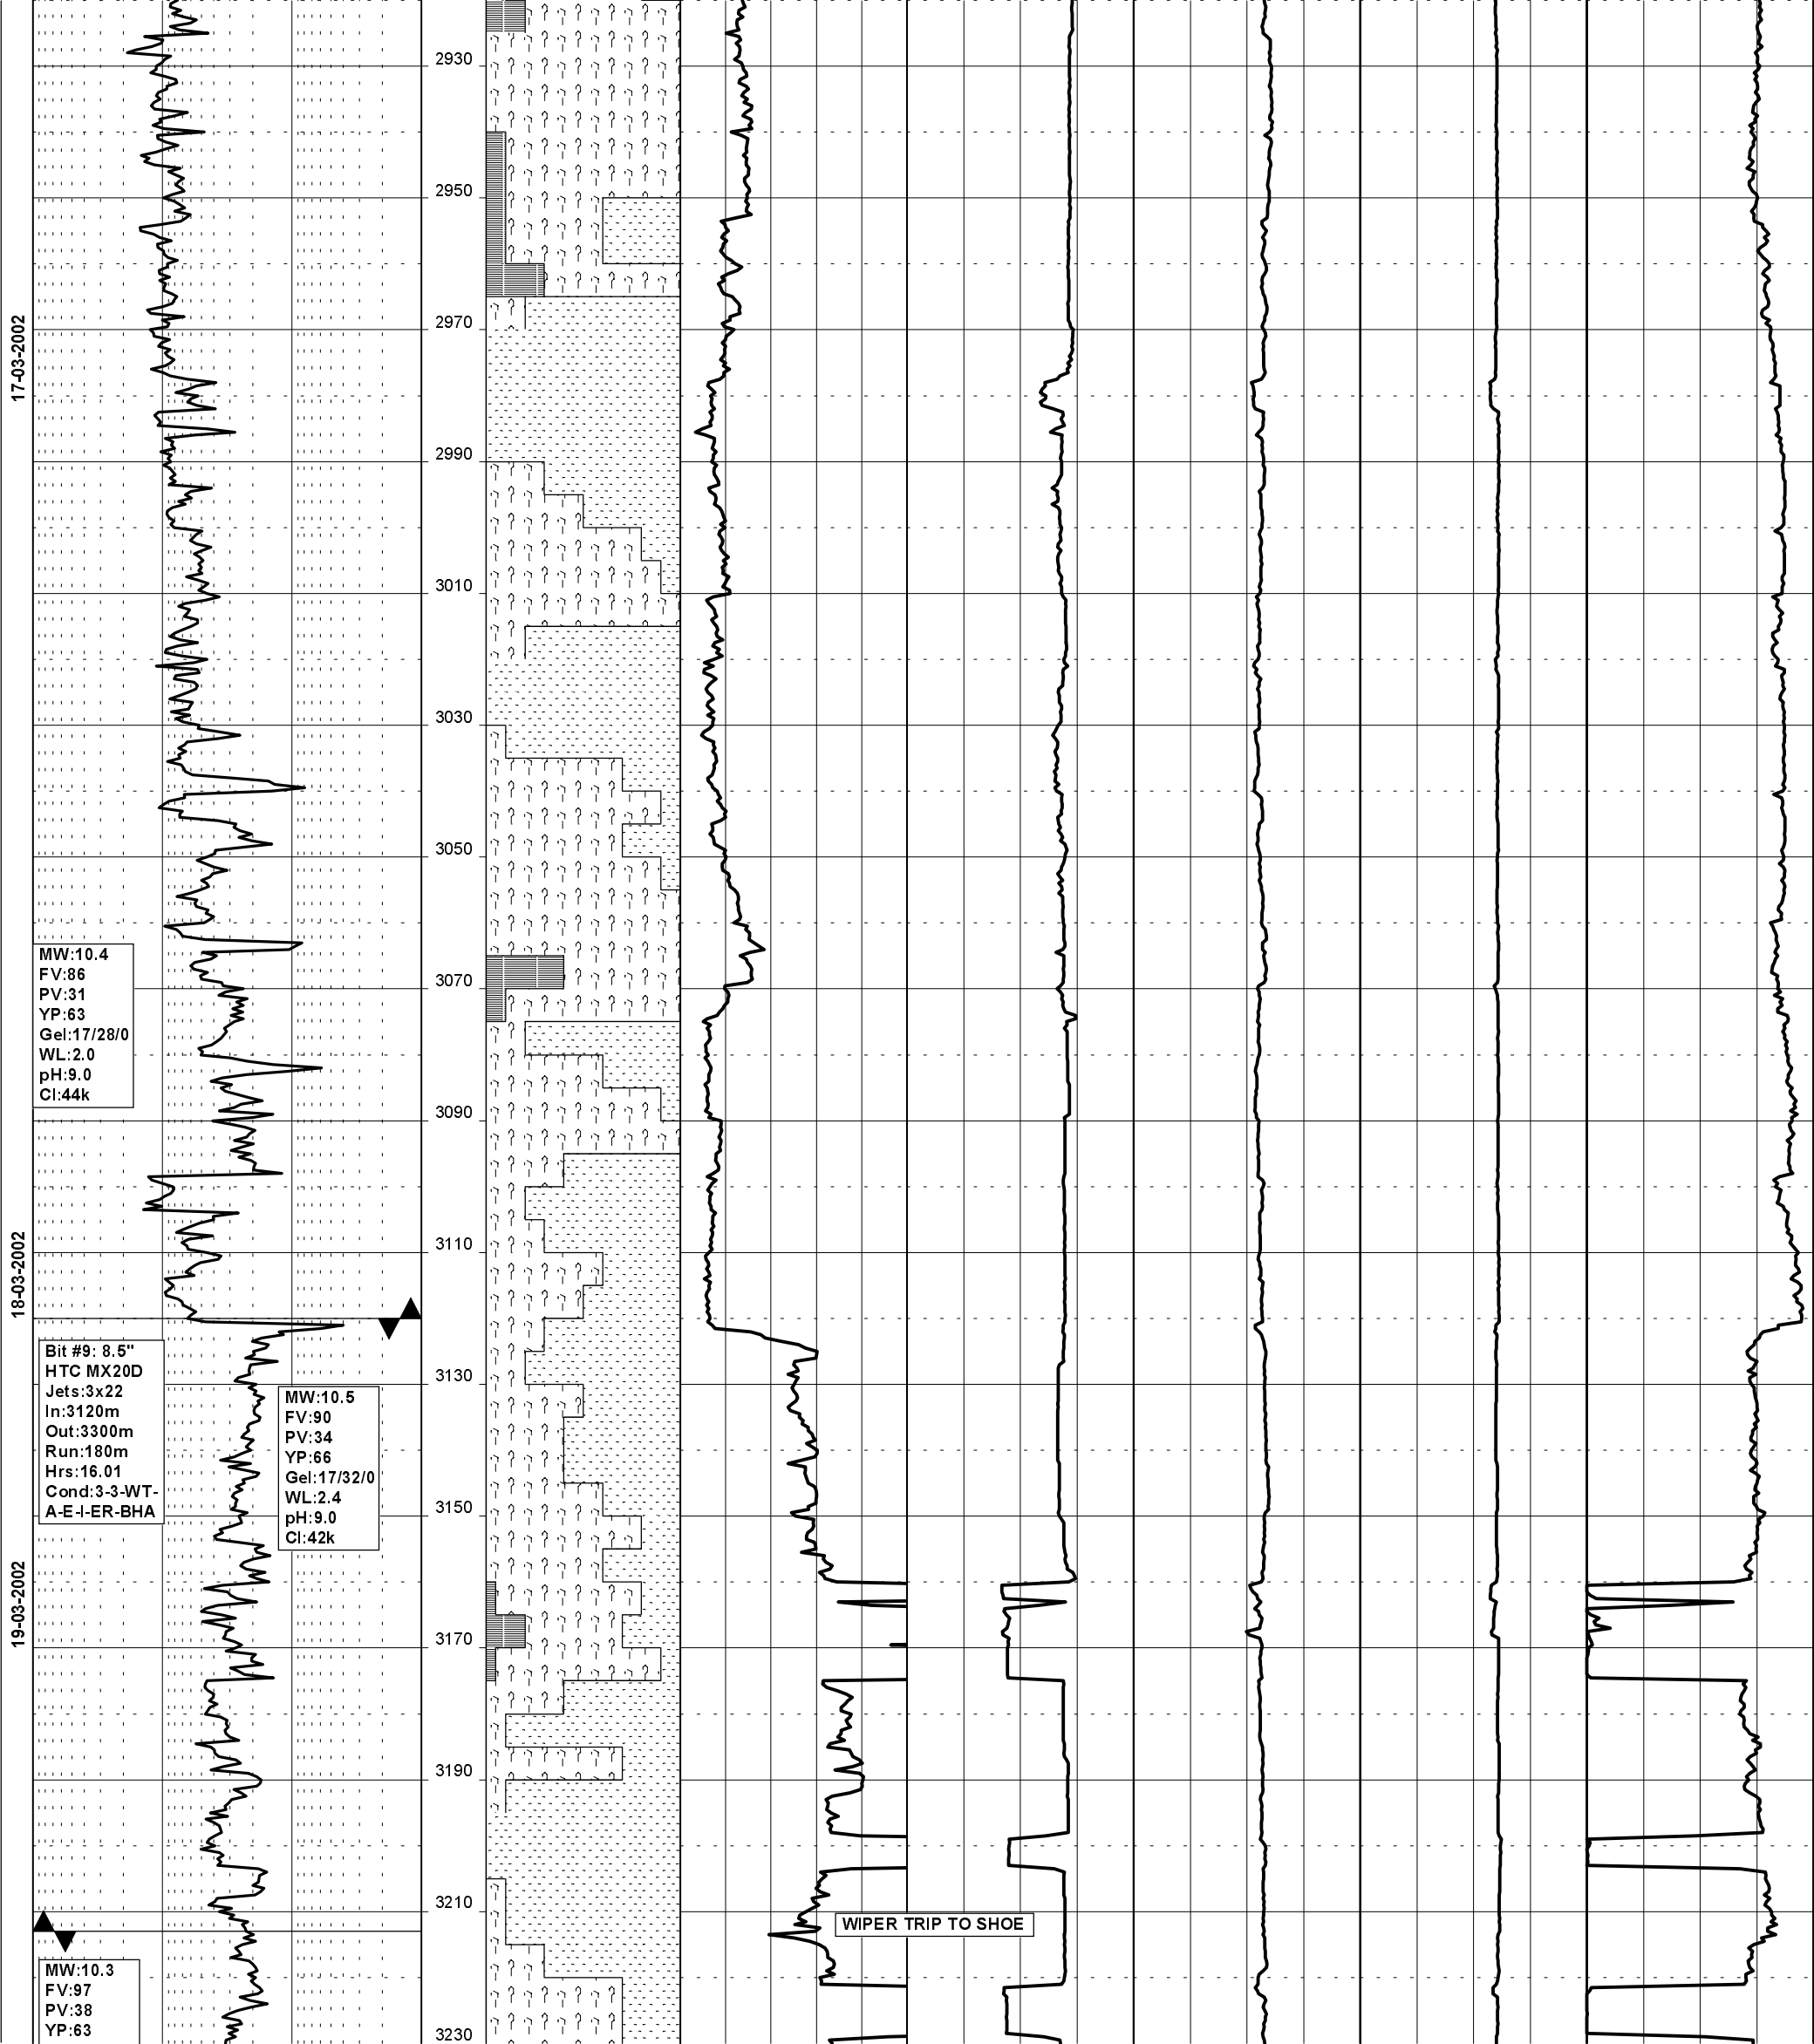 2930
2950
17-03-2002
2970
2990
3010
3030
3050
MW:10.4
FV:86
PV:31
YP:63
Gel:17/28/0
WL:2.0
pH:9.0
Cl:44k
3070
3090
3110
18-03-2002
Bit #9: 8.5"
HTC MX20D
Jets:3x22
In:3120m
Out:3300m
Run:180m
Hrs:16.01
Cond:3-3-WT-
A-E-I-ER-BHA
MW:10.5
FV:90
PV:34
YP:66
Gel:17/32/0
WL:2.4
pH:9.0
Cl:42k
3130
3150
19-03-2002
3170
3190
3210
WIPER TRIP TO SHOE
MW:10.3
FV:97
PV:38
YP:63
3230